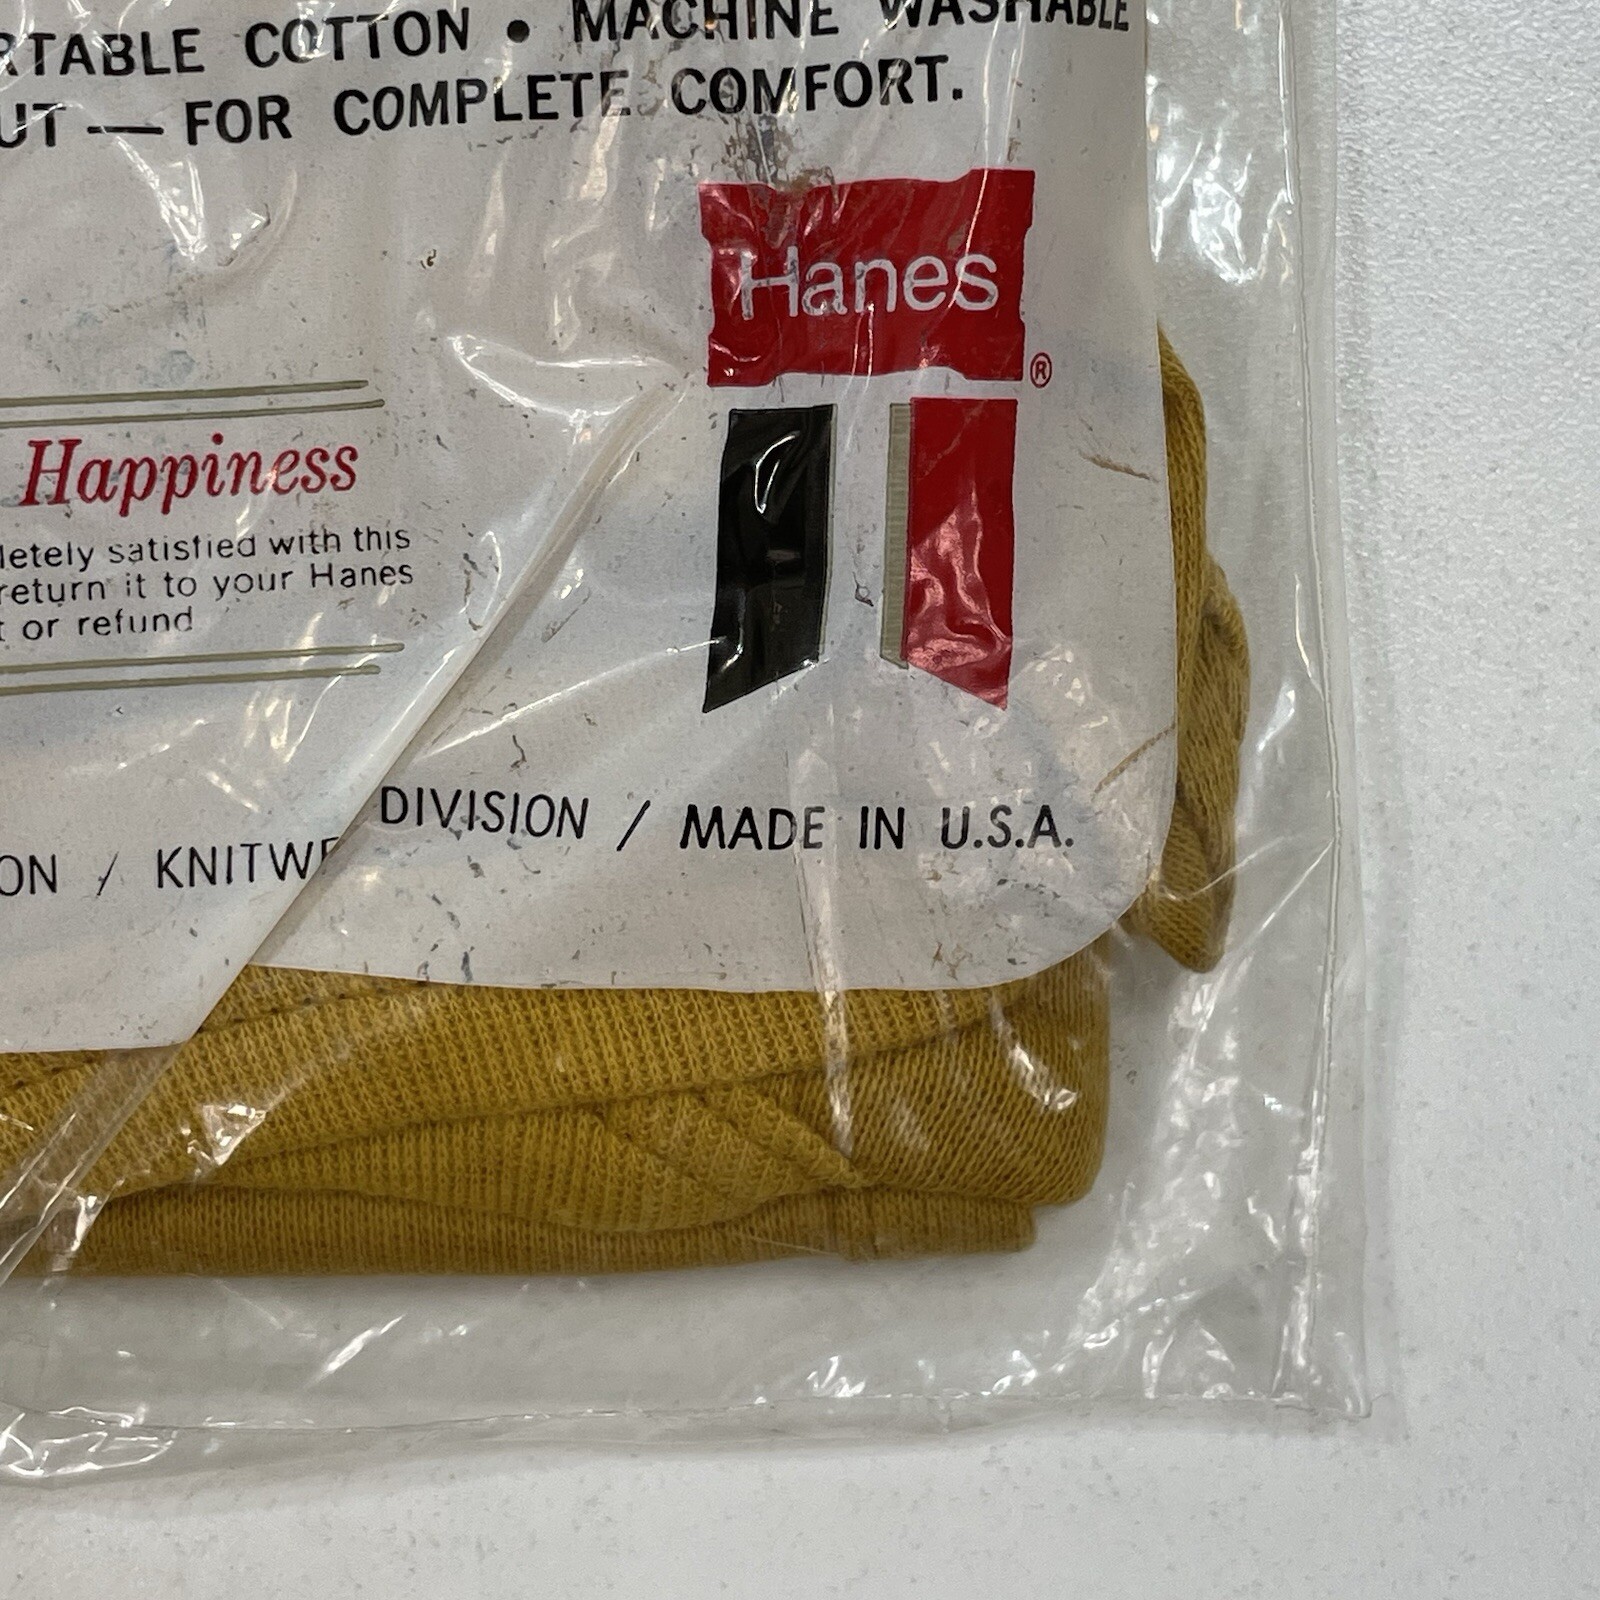 RTABLE COTTON • MACHINE WASHABLE
UT — FOR COMPLETE COMFORT.
Hanes
®
Happiness
letely satisfied with this
return it to your Hanes
t or refund
ON / KNITWE DIVISION / MADE IN U.S.A.